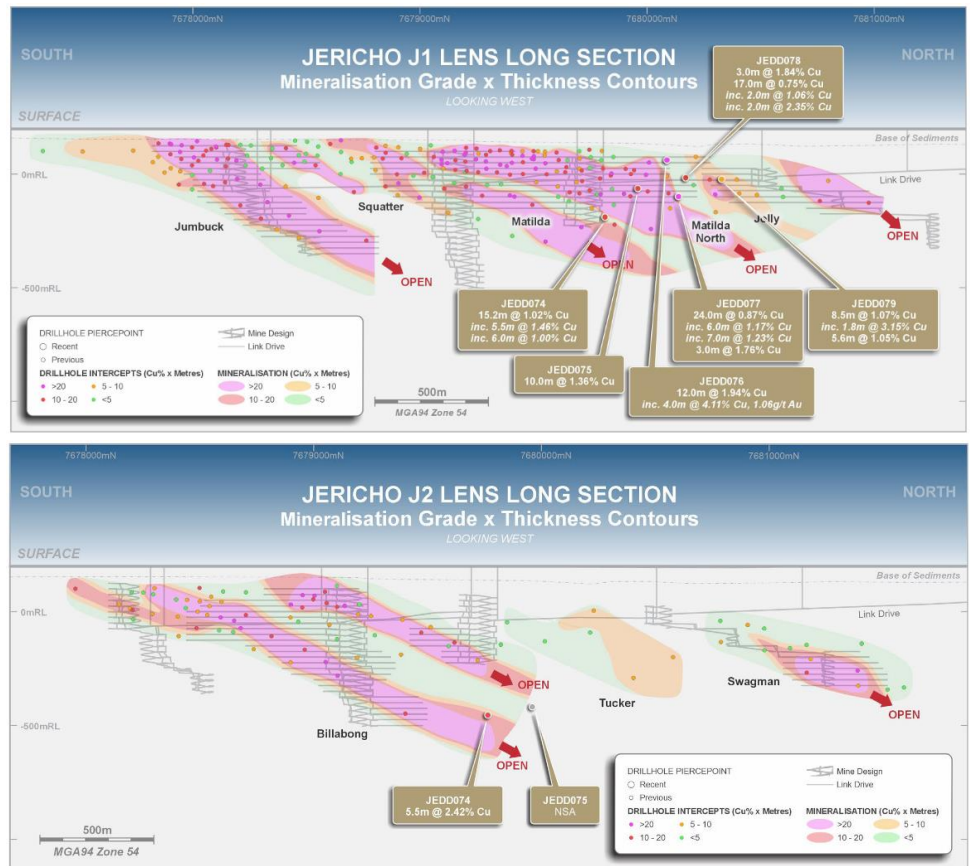 7678000mN
7679000mN
7680000mN
7681000mN
SOUTH
NORTH
JERICHO J1 LENS LONG SECTION
Mineralisation Grade x Thickness Contours
LOOKING WEST
SURFACE
JEDD078
3.0m @ 1.84% Cu
17.0m @ 0.75% Cu
inc. 2.0m @ 1.06% Cu
inc. 2.0m @ 2.35% Cu
Base of Sediments
0mRL
Link Drive
Squatter
Jumbuck
Matilda
Matilda
North
Jolly
OPEN
OPEN
OPEN
OPEN
-500mRL
JEDD074
15.2m @ 1.02% Cu
inc. 5.5m @ 1.46% Cu
inc. 6.0m @ 1.00% Cu
JEDD077
24.0m @ 0.87% Cu
inc. 6.0m @ 1.17% Cu
inc. 7.0m @ 1.23% Cu
3.0m @ 1.76% Cu
JEDD079
8.5m @ 1.07% Cu
inc. 1.8m @ 3.15% Cu
5.6m @ 1.05% Cu
JEDD075
10.0m @ 1.36% Cu
JEDD076
12.0m @ 1.94% Cu
inc. 4.0m @ 4.11% Cu, 1.06g/t Au
DRILLHOLE PIERCEPOINT
Recent
Previous
Mine Design
Link Drive
DRILLHOLE INTERCEPTS (Cu% x Metres)
>20
5 - 10
10 - 20
<5
MINERALISATION (Cu% x Metres)
>20
5 - 10
10 - 20
<5
500m
MGA94 Zone 54
7678000mN
7679000mN
7680000mN
7681000mN
SOUTH
NORTH
JERICHO J2 LENS LONG SECTION
Mineralisation Grade x Thickness Contours
LOOKING WEST
SURFACE
Base of Sediments
0mRL
Link Drive
OPEN
Tucker
Swagman
OPEN
-500mRL
Billabong
OPEN
JEDD074
5.5m @ 2.42% Cu
JEDD075
NSA
DRILLHOLE PIERCEPOINT
Recent
Previous
Mine Design
Link Drive
DRILLHOLE INTERCEPTS (Cu% x Metres)
>20
5 - 10
10 - 20
<5
MINERALISATION (Cu% x Metres)
>20
5 - 10
10 - 20
<5
500m
MGA94 Zone 54